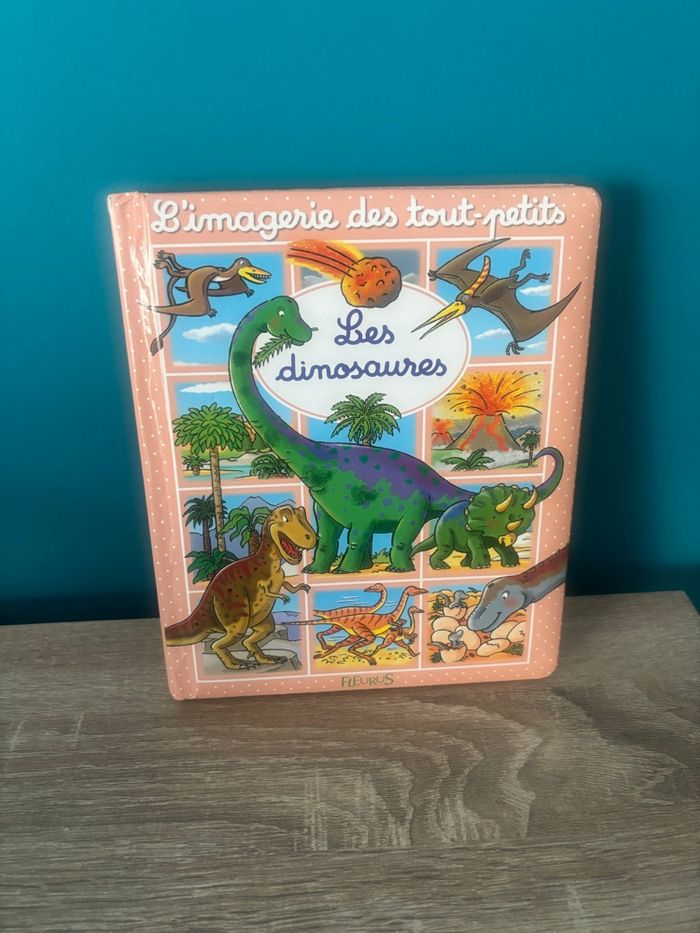 L'imagerie des tout-petits
Les
dinosaures
FLEURUS